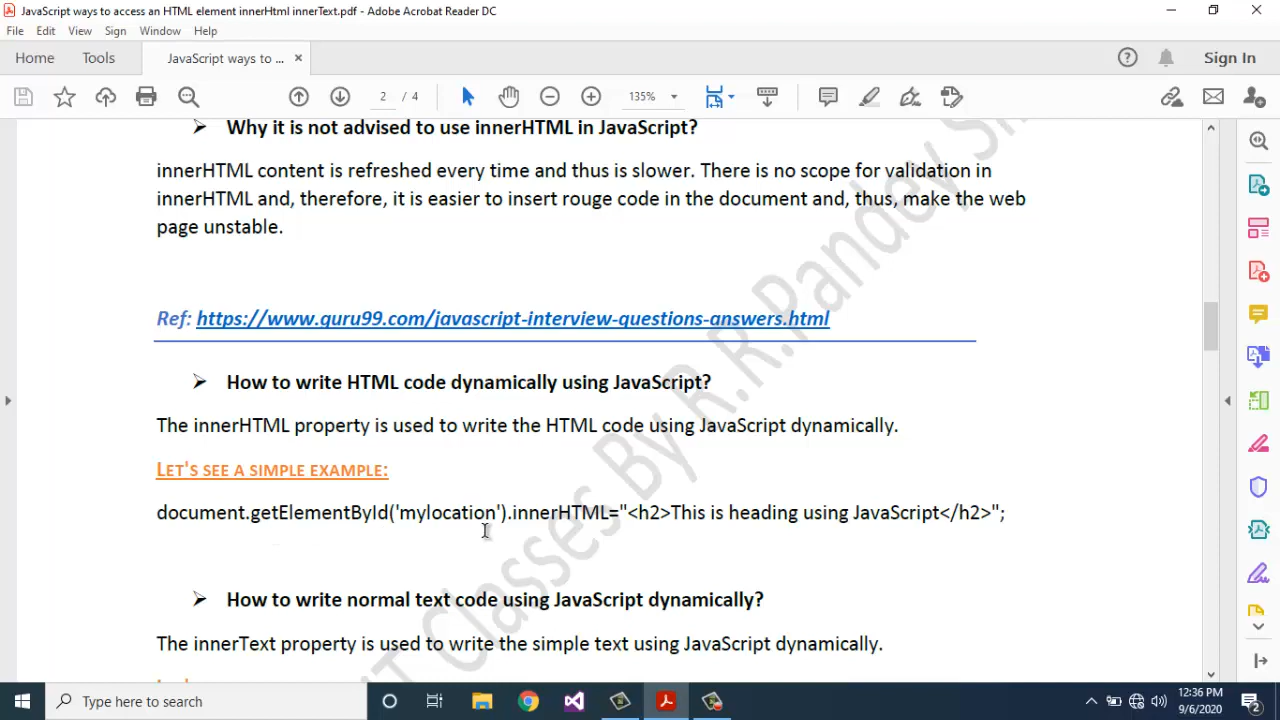 JavaScript ways to access an HTML element innerHtml innerText.pdf - Adobe Acrobat Reader DC
File Edit View Sign Window Help
Home Tools JavaScript ways to ... × Sign In
2 / 4 135%
Why it is not advised to use innerHTML in JavaScript?
innerHTML content is refreshed every time and thus is slower. There is no scope for validation in
innerHTML and, therefore, it is easier to insert rouge code in the document and, thus, make the web
page unstable.
Ref: https://www.guru99.com/javascript-interview-questions-answers.html
How to write HTML code dynamically using JavaScript?
The innerHTML property is used to write the HTML code using JavaScript dynamically.
LET'S SEE A SIMPLE EXAMPLE:
document.getElementById('mylocation').innerHTML="<h2>This is heading using JavaScript</h2>";
How to write normal text code using JavaScript dynamically?
The innerText property is used to write the simple text using JavaScript dynamically.
IT Classes By R.R.Pandey
Type here to search
12:36 PM
9/6/2020
2